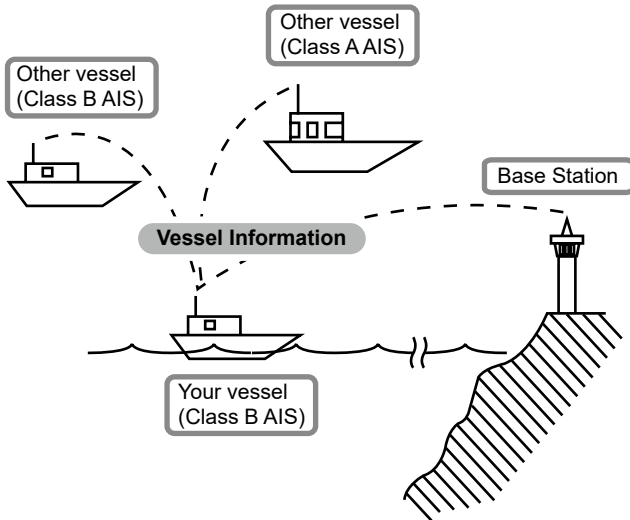 Other vessel
(Class A AIS)
Other vessel
(Class B AIS)
Base Station
Vessel Information
Your vessel
(Class B AIS)